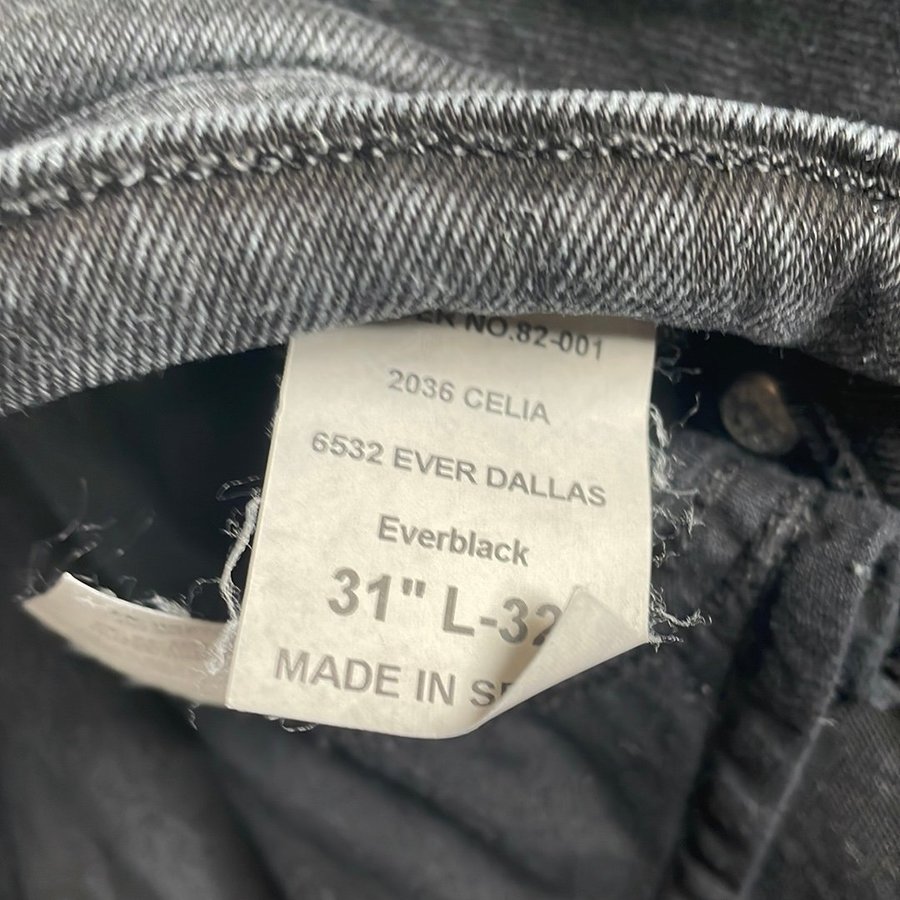 NO.82-001
2036 CELIA
6532 EVER DALLAS
Everblack
31" L-32
MADE IN